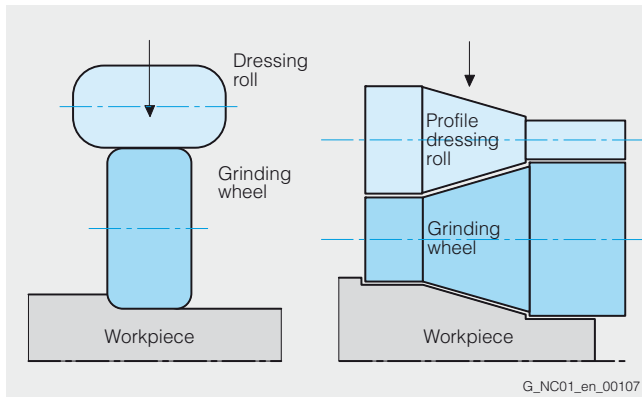 Dressing
roll
Grinding
wheel
Workpiece
Profile
dressing
roll
Grinding
wheel
Workpiece
G_NC01_en_00107